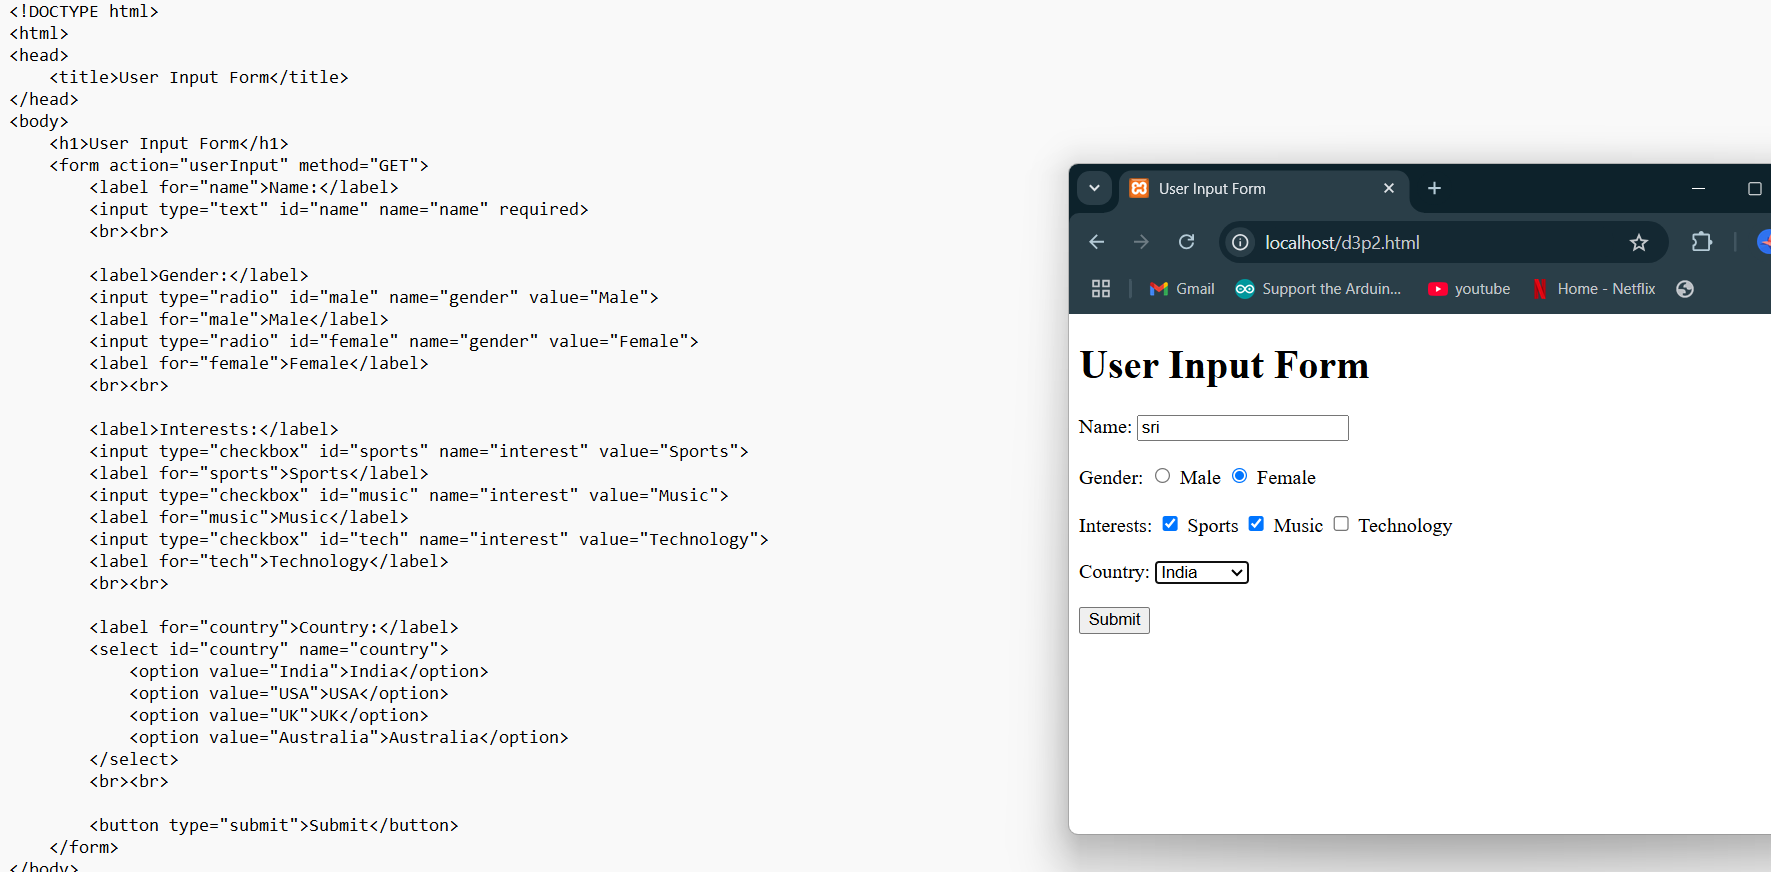 <!DOCTYPE html>
<html>
<head>
    <title>User Input Form</title>
</head>
<body>
    <h1>User Input Form</h1>
    <form action="userInput" method="GET">
        <label for="name">Name:</label>
        <input type="text" id="name" name="name" required>
        <br><br>

        <label>Gender:</label>
        <input type="radio" id="male" name="gender" value="Male">
        <label for="male">Male</label>
        <input type="radio" id="female" name="gender" value="Female">
        <label for="female">Female</label>
        <br><br>

        <label>Interests:</label>
        <input type="checkbox" id="sports" name="interest" value="Sports">
        <label for="sports">Sports</label>
        <input type="checkbox" id="music" name="interest" value="Music">
        <label for="music">Music</label>
        <input type="checkbox" id="tech" name="interest" value="Technology">
        <label for="tech">Technology</label>
        <br><br>

        <label for="country">Country:</label>
        <select id="country" name="country">
            <option value="India">India</option>
            <option value="USA">USA</option>
            <option value="UK">UK</option>
            <option value="Australia">Australia</option>
        </select>
        <br><br>

        <button type="submit">Submit</button>
    </form>
</body>
User Input Form
localhost/d3p2.html
Gmail Support the Arduin... youtube Home - Netflix
User Input Form
Name: sri
Gender: Male Female
Interests: Sports Music Technology
Country: India
Submit